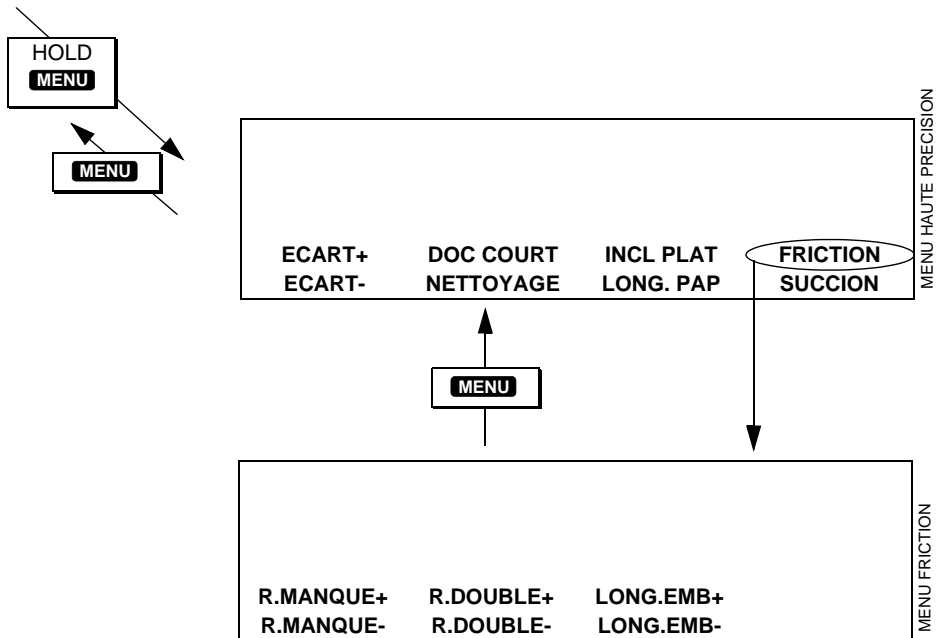 HOLD
MENU
MENU
MENU HAUTE PRECISION
ECART+ DOC COURT INCL PLAT FRICTION
ECART- NETTOYAGE LONG. PAP SUCCION
MENU
MENU FRICTION
R.MANQUE+ R.DOUBLE+ LONG.EMB+
R.MANQUE- R.DOUBLE- LONG.EMB-